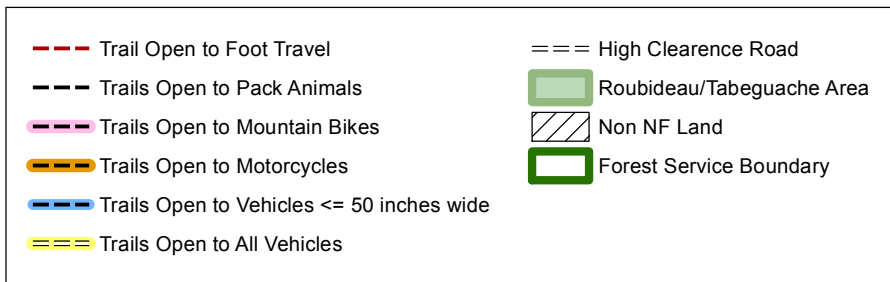 Trail Open to Foot Travel
Trails Open to Pack Animals
Trails Open to Mountain Bikes
Trails Open to Motorcycles
Trails Open to Vehicles <= 50 inches wide
Trails Open to All Vehicles
High Clearence Road
Roubideau/Tabeguache Area
Non NF Land
Forest Service Boundary